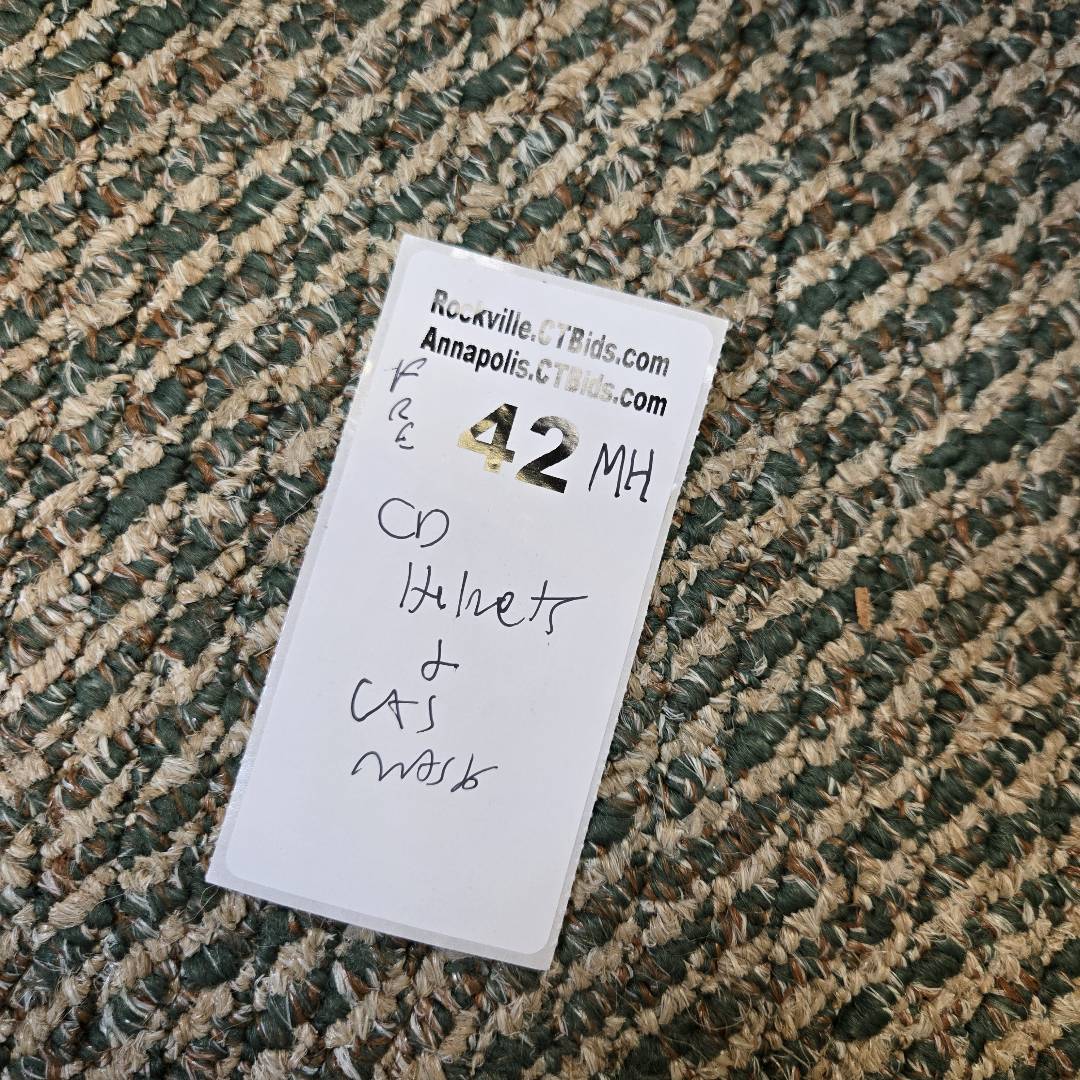 Rockville.CTBids.com
Annapolis.CTBids.com
F
R
E
42 MH
CD
Helmets
&
GAS
MASK